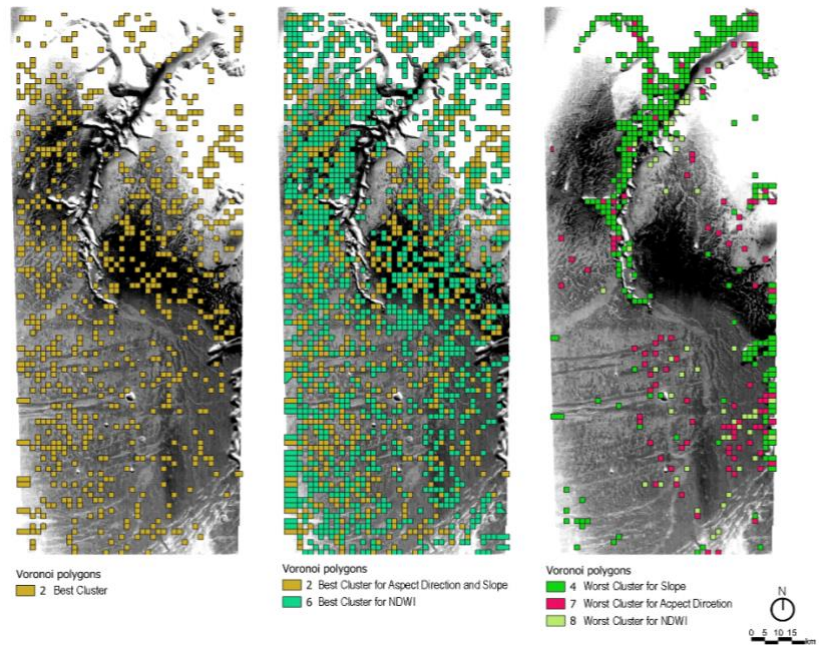 Voronoi polygons
2 Best Cluster
Voronoi polygons
2 Best Cluster for Aspect Direction and Slope
6 Best Cluster for NDWI
Voronoi polygons
4 Worst Cluster for Slope
7 Worst Cluster for Acpect Dircetion
8 Worst Cluster for NDWI
N
0 5 10 15
km